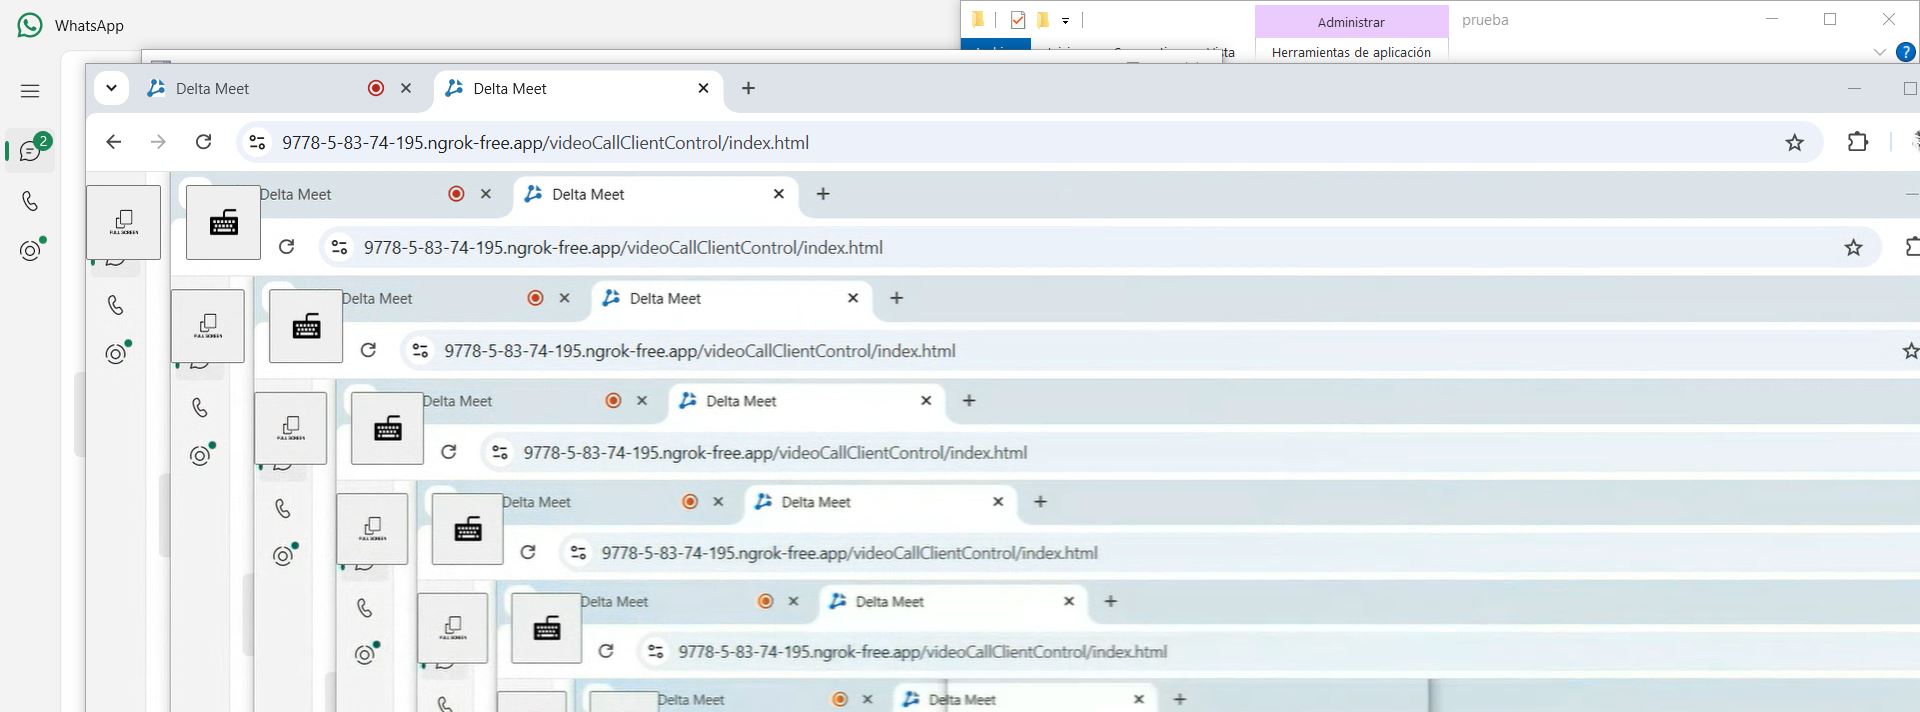 WhatsApp
Administrar
prueba
Vista
Herramientas de aplicación
?
Delta Meet
Delta Meet
9778-5-83-74-195.ngrok-free.app/videoCallClientControl/index.html
2
Delta Meet
Delta Meet
FULL SCREEN
9778-5-83-74-195.ngrok-free.app/videoCallClientControl/index.html
Delta Meet
Delta Meet
FULL SCREEN
9778-5-83-74-195.ngrok-free.app/videoCallClientControl/index.html
Delta Meet
Delta Meet
FULL SCREEN
9778-5-83-74-195.ngrok-free.app/videoCallClientControl/index.html
Delta Meet
Delta Meet
FULL SCREEN
9778-5-83-74-195.ngrok-free.app/videoCallClientControl/index.html
Delta Meet
Delta Meet
FULL SCREEN
9778-5-83-74-195.ngrok-free.app/videoCallClientControl/index.html
Delta Meet
Delta Meet